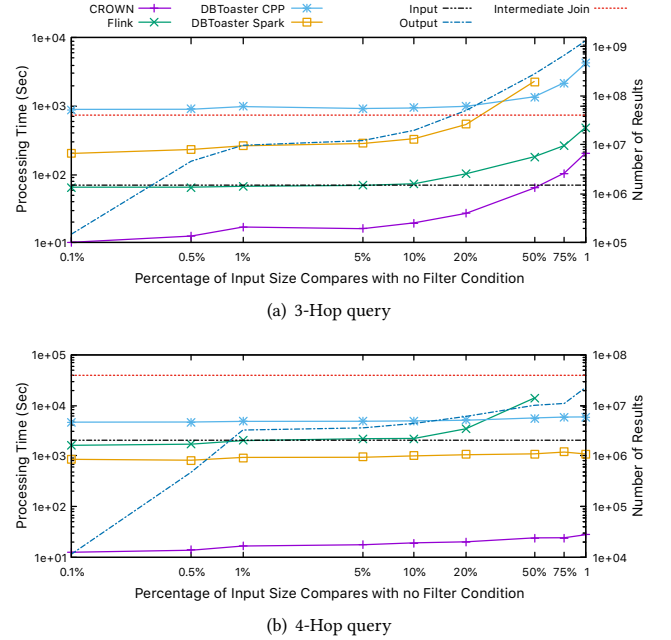 CROWN DBToaster CPP Input Intermediate Join
Flink DBToaster Spark Output
1e+04
1e+03
1e+02
1e+01
Processing Time (Sec)
1e+09
1e+08
1e+07
1e+06
1e+05
Number of Results
0.1% 0.5% 1% 5% 10% 20% 50% 75% 1
Percentage of Input Size Compares with no Filter Condition
(a) 3-Hop query
1e+05
1e+04
1e+03
1e+02
1e+01
Processing Time (Sec)
1e+08
1e+07
1e+06
1e+05
1e+04
Number of Results
0.1% 0.5% 1% 5% 10% 20% 50% 75% 1
Percentage of Input Size Compares with no Filter Condition
(b) 4-Hop query